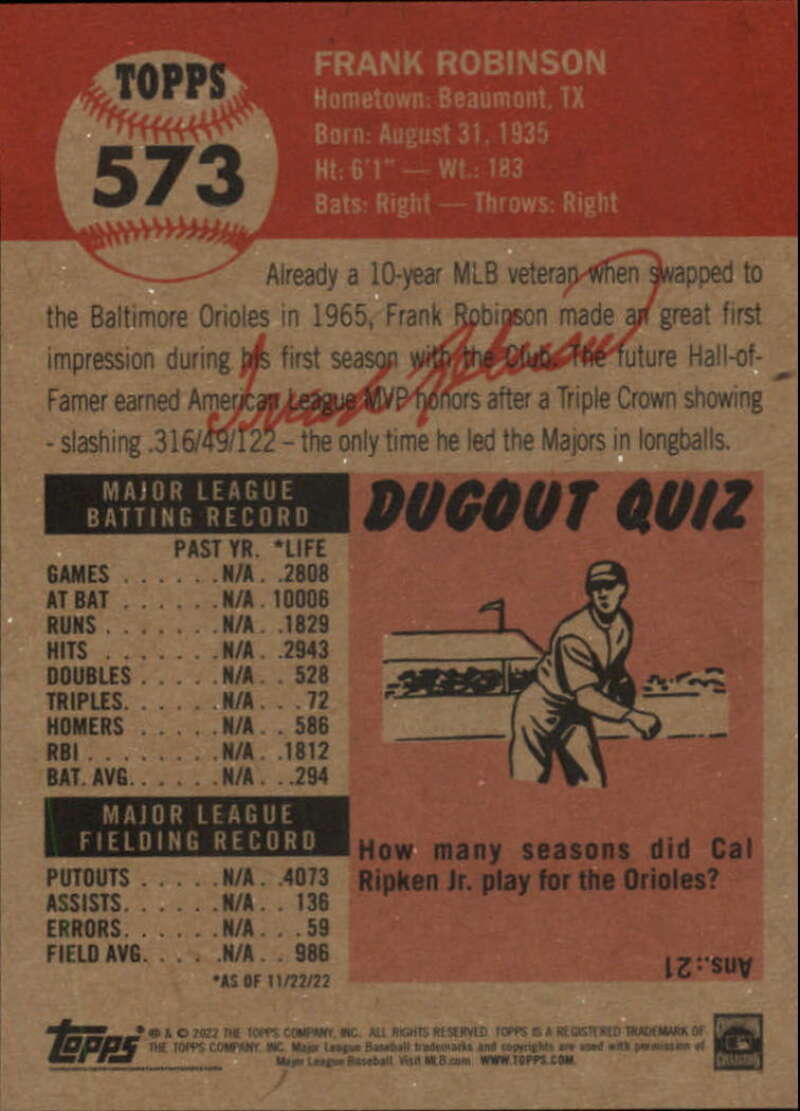 TOPPS
573
FRANK ROBINSON
Hometown: Beaumont, TX
Born: August 31, 1935
Ht: 6'1" — Wt.: 183
Bats: Right — Throws: Right
Already a 10-year MLB veteran when swapped to
the Baltimore Orioles in 1965, Frank Robinson made an great first
impression during his first season with the Club. The future Hall-of-
Famer earned American League MVP honors after a Triple Crown showing
- slashing .316/49/122 – the only time he led the Majors in longballs.
Frank Robinson
MAJOR LEAGUE
BATTING RECORD
PAST YR. *LIFE
GAMES . . . . . . N/A . . 2808
AT BAT . . . . . . N/A . 10006
RUNS . . . . . . . N/A . . 1829
HITS . . . . . . . N/A . . 2943
DOUBLES . . . . . N/A . . 528
TRIPLES. . . . . . N/A . . . 72
HOMERS . . . . . N/A . . 586
RBI . . . . . . . . N/A . . 1812
BAT. AVG. . . . . . N/A . . .294
MAJOR LEAGUE
FIELDING RECORD
PUTOUTS . . . . . N/A . . 4073
ASSISTS. . . . . . N/A . . 136
ERRORS. . . . . . N/A . . . 59
FIELD AVG. . . . . N/A . . 986
*AS OF 11/22/22
DUGOUT QUIZ
How many seasons did Cal
Ripken Jr. play for the Orioles?
Ans.:21
Topps
® & © 2022 THE TOPPS COMPANY, INC. ALL RIGHTS RESERVED. TOPPS IS A REGISTERED TRADEMARK OF
THE TOPPS COMPANY, INC. Major League Baseball trademarks and copyrights are used with permission of
Major League Baseball. Visit MLB.com WWW.TOPPS.COM